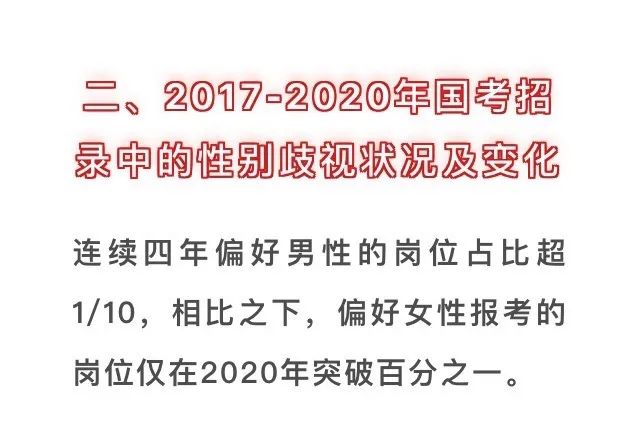 二、2017-2020年国考招
录中的性别歧视状况及变化
连续四年偏好男性的岗位占比超
1/10，相比之下，偏好女性报考的
岗位仅在2020年突破百分之一。